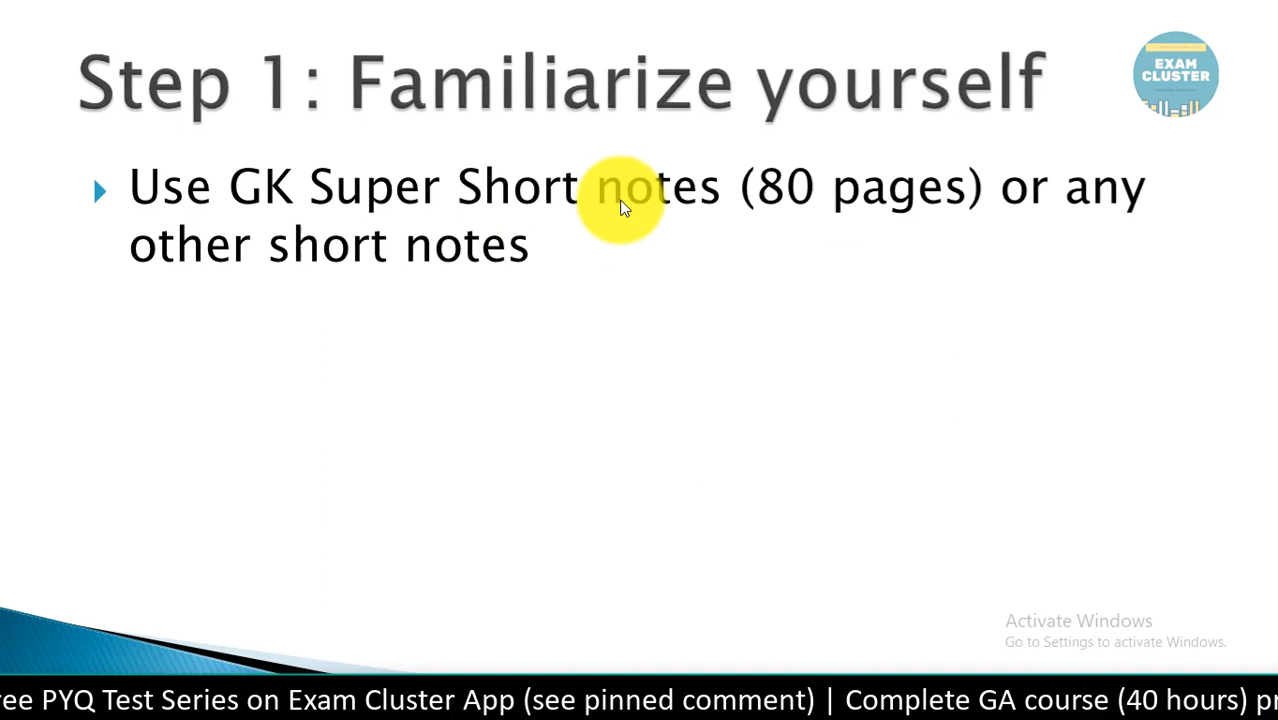 Step 1: Familiarize yourself
EXAM
CLUSTER
Use GK Super Short notes (80 pages) or any
other short notes
Activate Windows
Go to Settings to activate Windows.
ree PYQ Test Series on Exam Cluster App (see pinned comment) | Complete GA course (40 hours) pr